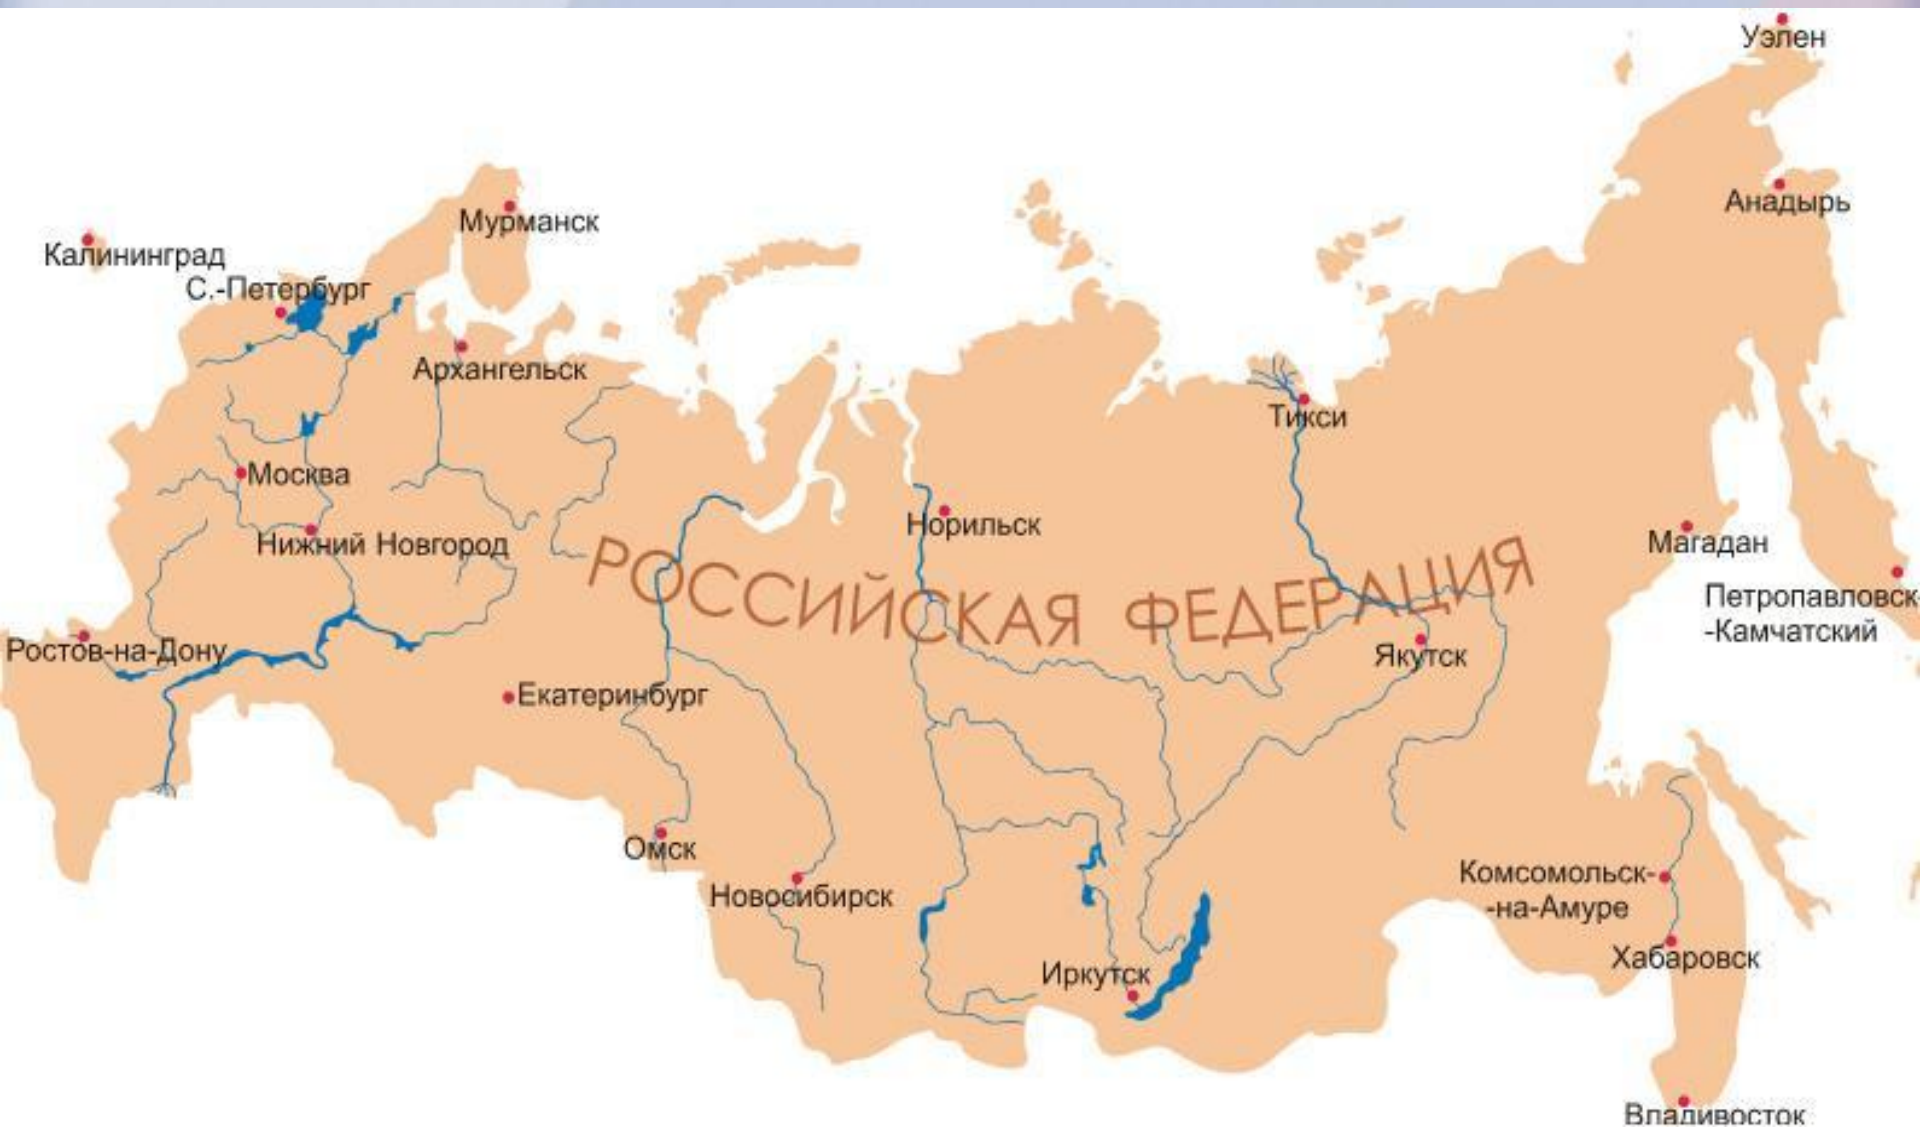 Уэлен
Анадырь
Мурманск
Калининград
С.-Петербург
Архангельск
Тикси
Москва
Норильск
Нижний Новгород
Магадан
РОССИЙСКАЯ ФЕДЕРАЦИЯ
Петропавловск-
-Камчатский
Ростов-на-Дону
Якутск
Екатеринбург
Омск
Новосибирск
Комсомольск-
-на-Амуре
Хабаровск
Иркутск
Владивосток